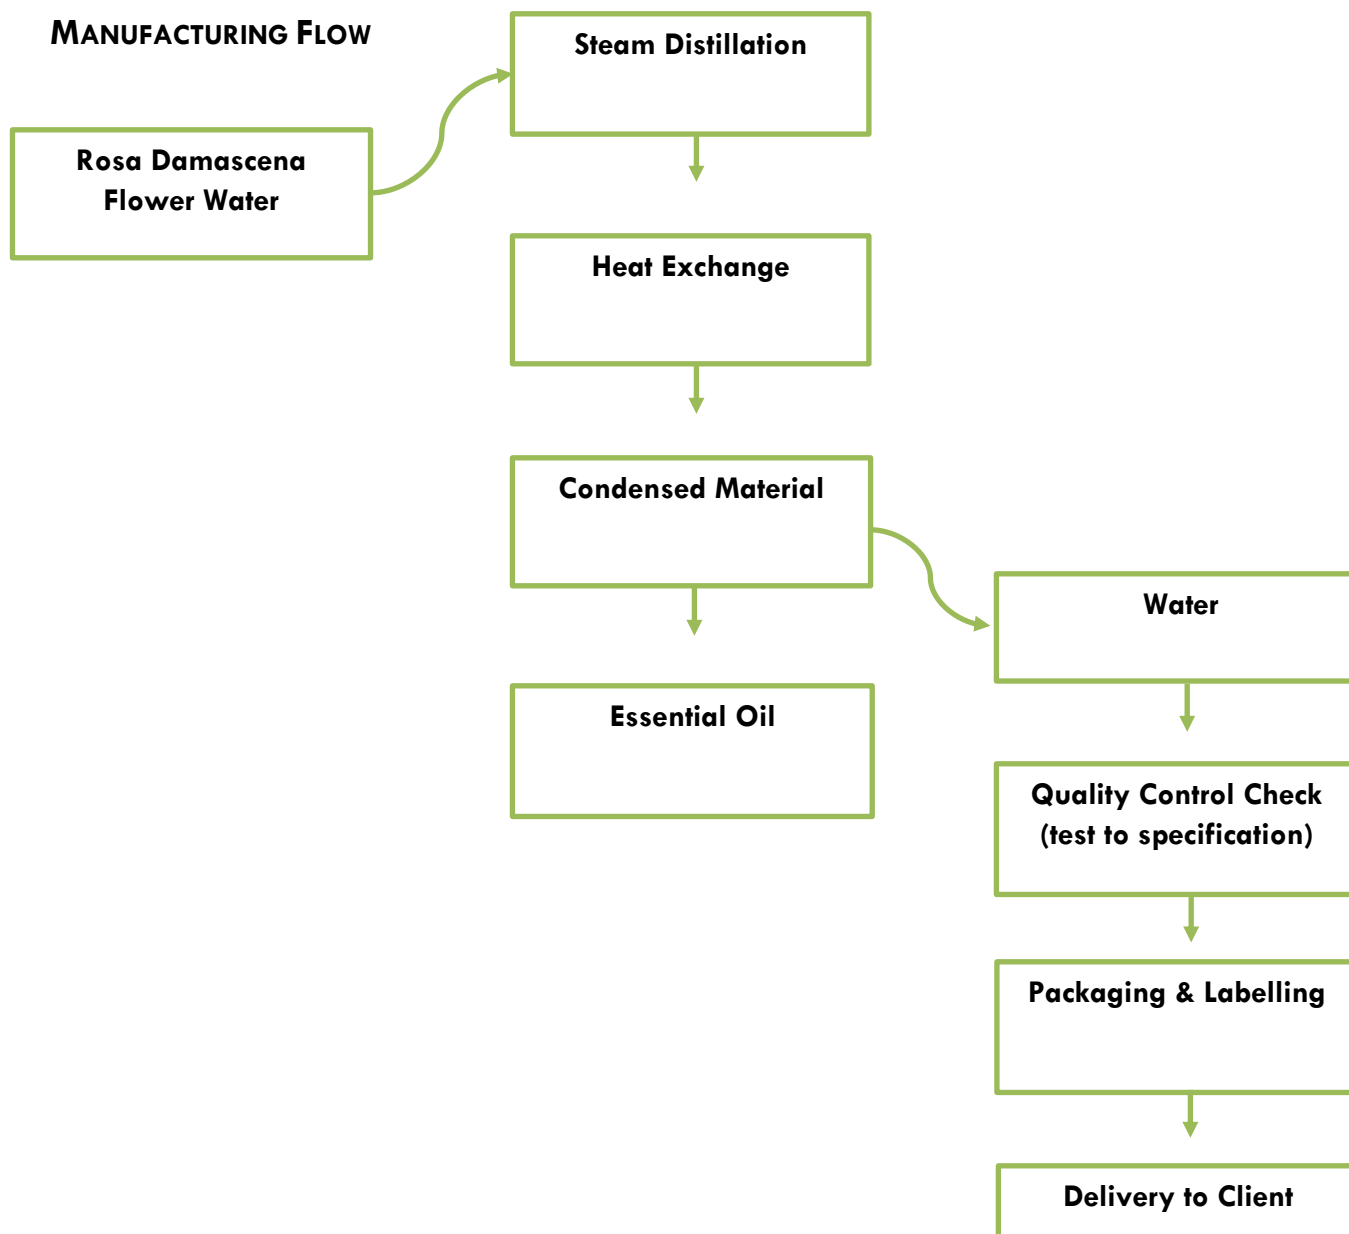 MANUFACTURING FLOW
Steam Distillation
Rosa Damascena
Flower Water
Heat Exchange
Condensed Material
Water
Essential Oil
Quality Control Check
(test to specification)
Packaging & Labelling
Delivery to Client